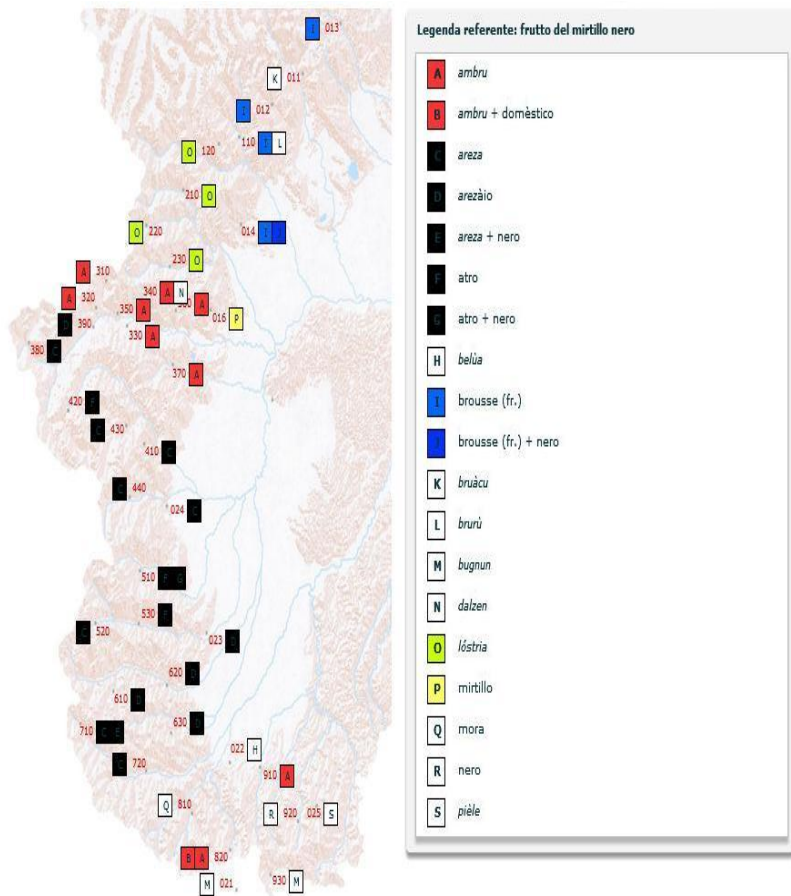 I 013
K 011
I 012
110 I L
O 120
210 O
O 220
014 I J
230 O
A 310
A 320
340 A N
350 A
A
016 P
D 390
330 A
380 C
370 A
420 F
C 430
410 C
C 440
024 C
510 F G
530
C 520
023
620
610
630 D
710 C E
C 720
022 H
910 A
Q 810
R 920
025 S
B A 820
M 021
930 M
Legenda referente: frutto del mirtillo nero
A ambru
B ambru + domèstico
C areza
D arezàio
E areza + nero
F atro
G atro + nero
H belùa
I brousse (fr.)
J brousse (fr.) + nero
K bruàcu
L brurù
M bugnun
N dalzen
O lóstria
P mirtillo
Q mora
R nero
S pièle